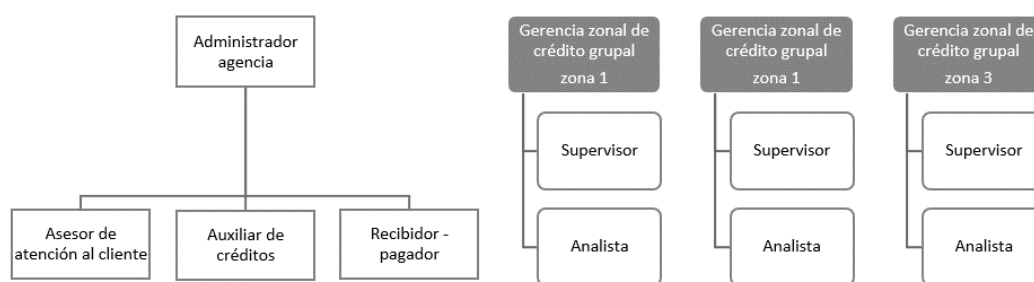 Administrador
agencia
Asesor de
atención al cliente
Auxiliar de
créditos
Recibidor -
pagador
Gerencia zonal de
crédito grupal
zona 1
Supervisor
Analista
Gerencia zonal de
crédito grupal
zona 1
Supervisor
Analista
Gerencia zonal de
crédito grupal
zona 3
Supervisor
Analista